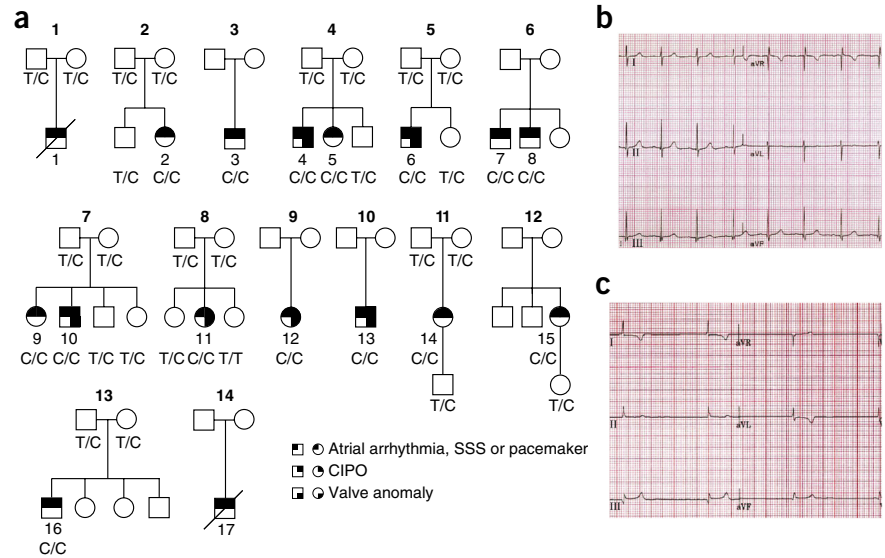 a
1 2 3 4 5 6
T/C T/C T/C T/C T/C T/C T/C T/C
1 2 3 4 5 6 7 8
T/C C/C C/C C/C C/C T/C C/C T/C C/C C/C
7 8 9 10 11 12
T/C T/C T/C T/C T/C T/C
9 10 11 12 13 14 15
C/C C/C T/C T/C T/C C/C T/T C/C C/C C/C C/C
T/C T/C
13 14
T/C T/C
16 17
C/C
Atrial arrhythmia, SSS or pacemaker
CIPO
Valve anomaly
b
I aVR
II aVL
III aVF
c
I aVR V
II aVL V
III aVF V